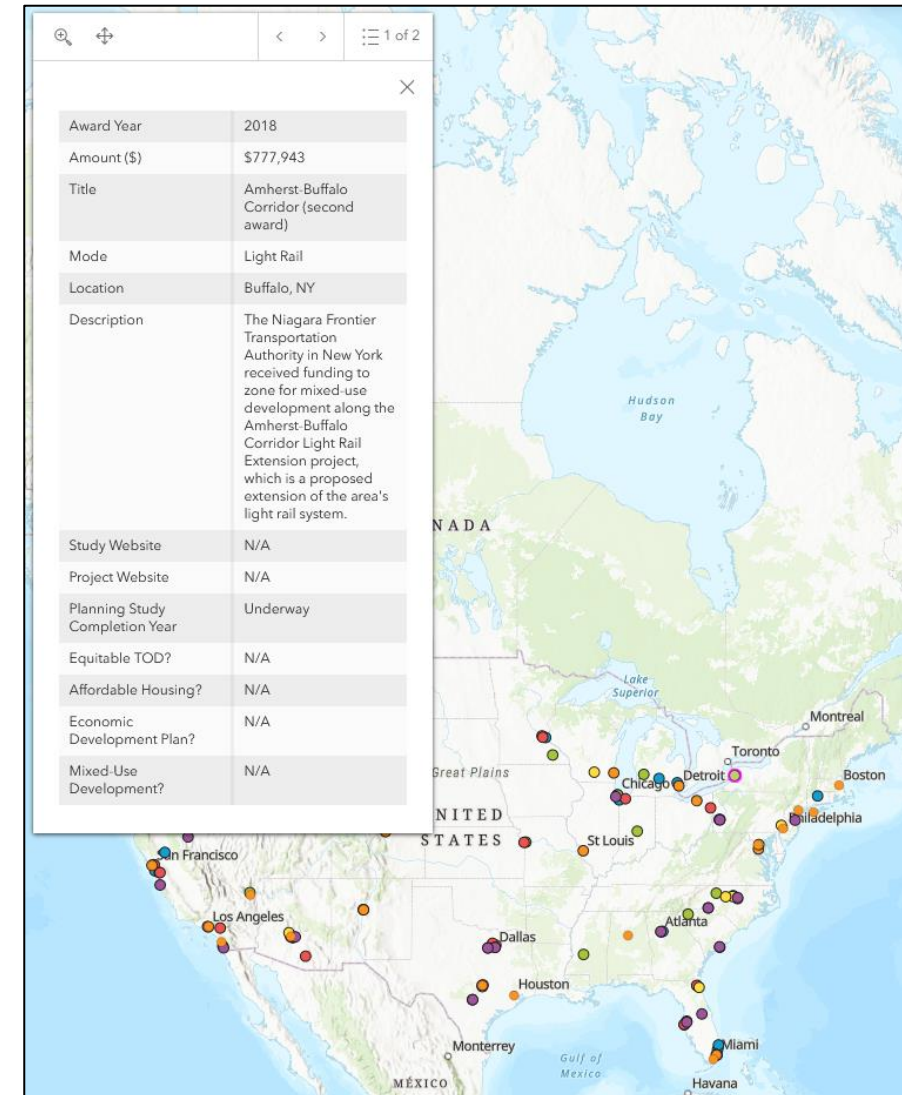 1 of 2
Award Year 2018
Amount ($) $777,943
Title Amherst-Buffalo
Corridor (second
award)
Mode Light Rail
Location Buffalo, NY
Description The Niagara Frontier
Transportation
Authority in New York
received funding to
zone for mixed-use
development along the
Amherst-Buffalo
Corridor Light Rail
Extension project,
which is a proposed
extension of the area's
light rail system.
Study Website N/A
Project Website N/A
Planning Study
Completion Year
Underway
Equitable TOD? N/A
Affordable Housing? N/A
Economic
Development Plan?
N/A
Mixed-Use
Development?
N/A
Hudson
Bay
NADA
Lake
Superior
Montreal
Toronto
Great Plains
Chicago
Detroit
Boston
NITED
STATES
St Louis
Philadelphia
San Francisco
Los Angeles
Atlanta
Dallas
Houston
Monterrey
Miami
Gulf of
Mexico
MÉXICO
Havana